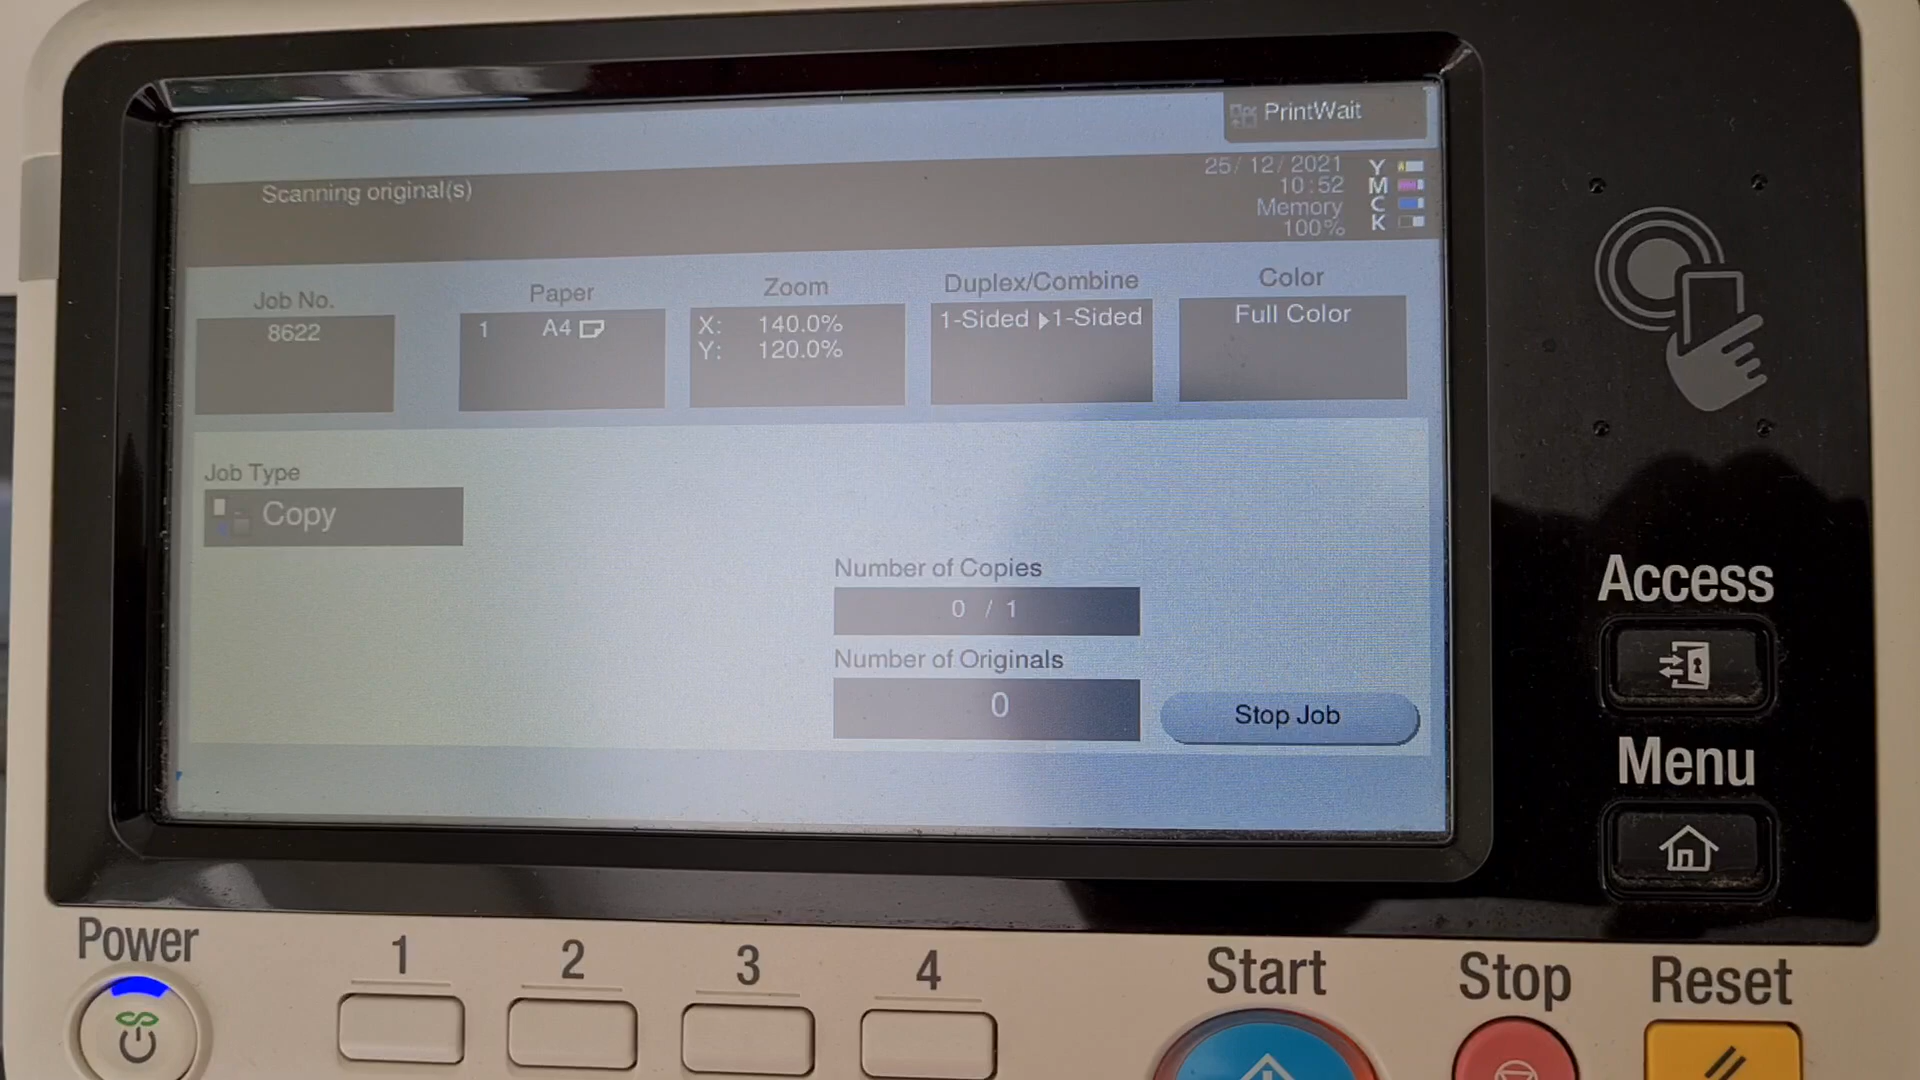 PrintWait
Scanning original(s)
25/12/2021
10:52
Memory
100%
Y
M
C
K
Job No.
8622
Paper
1 A4
Zoom
X: 140.0%
Y: 120.0%
Duplex/Combine
1-Sided ▶1-Sided
Color
Full Color
Job Type
Copy
Number of Copies
0 / 1
Number of Originals
0
Stop Job
Access
Menu
Power
1
2
3
4
Start
Stop
Reset